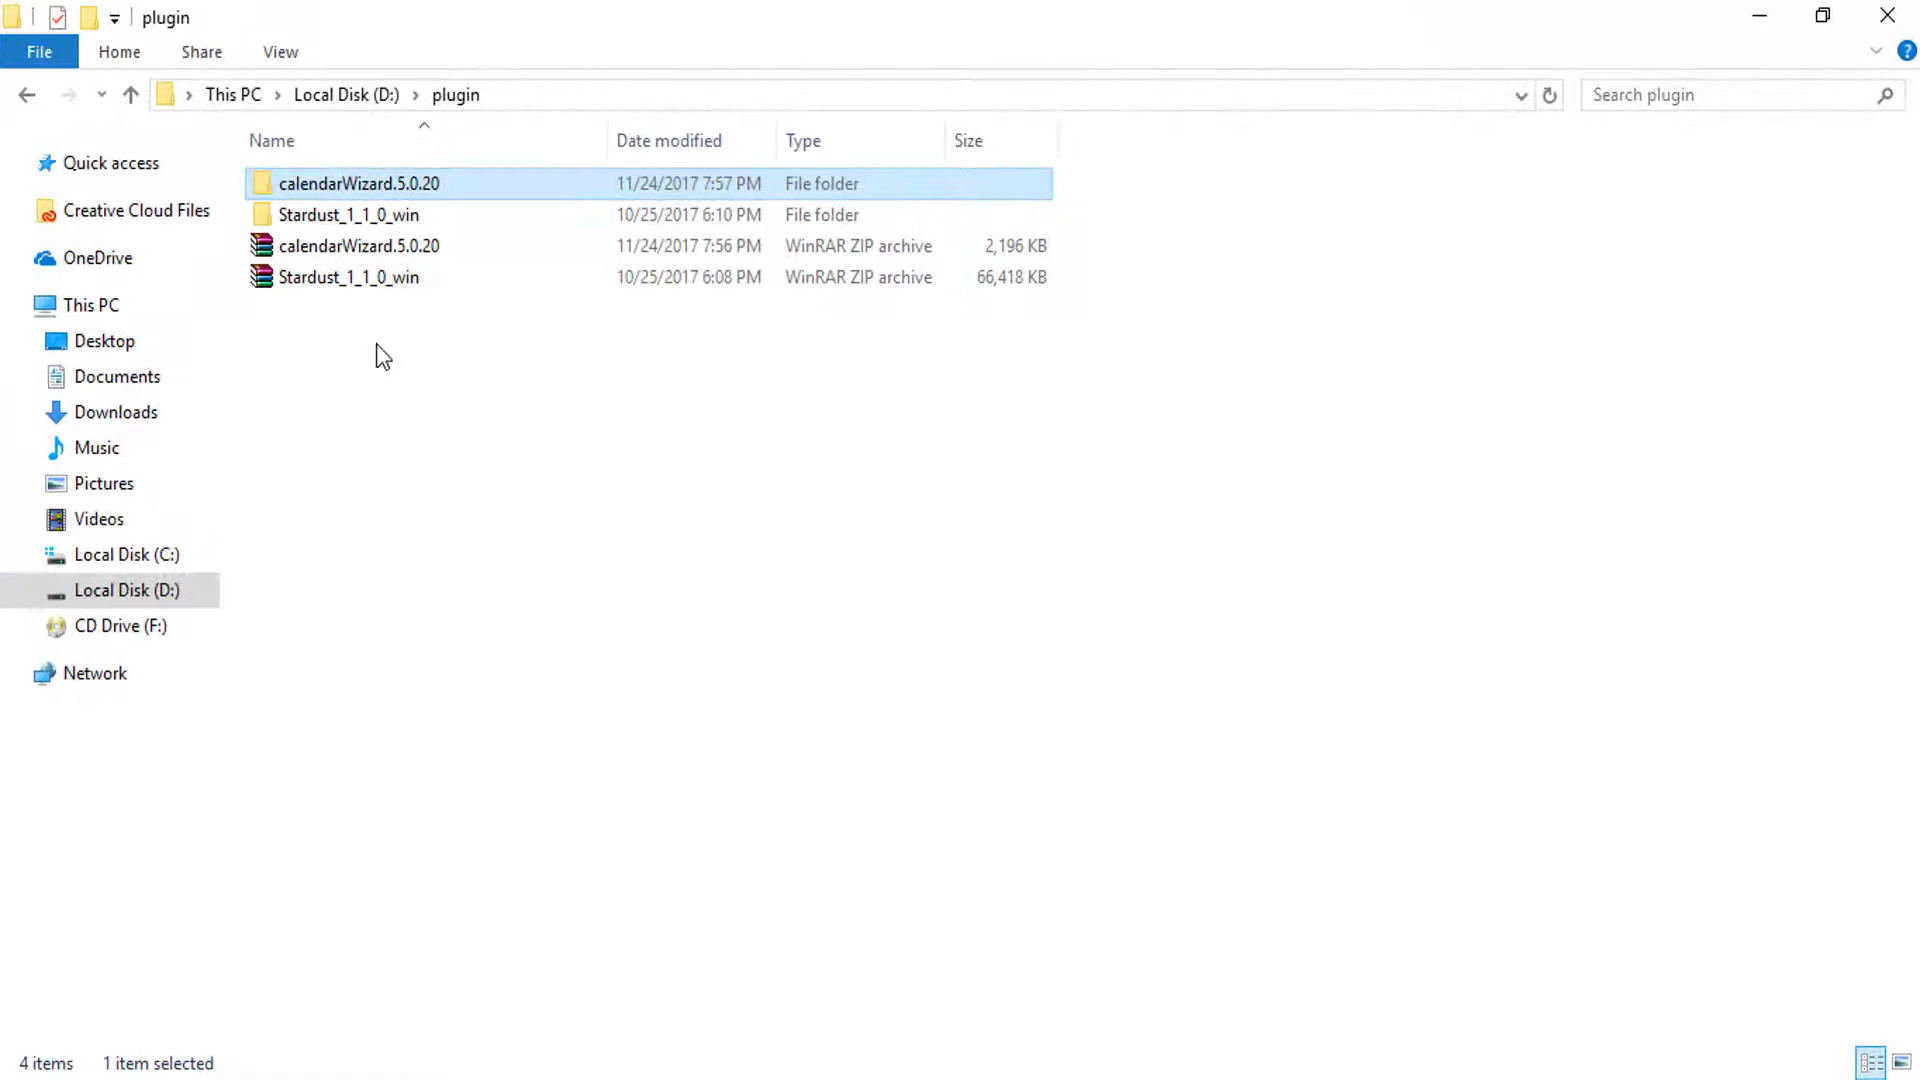 plugin
File Home Share View
This PC Local Disk (D:) plugin Search plugin
Name Date modified Type Size
Quick access
Creative Cloud Files
OneDrive
This PC
Desktop
Documents
Downloads
Music
Pictures
Videos
Local Disk (C:)
Local Disk (D:)
CD Drive (F:)
Network
calendarWizard.5.0.20 11/24/2017 7:57 PM File folder
Stardust_1_1_0_win 10/25/2017 6:10 PM File folder
calendarWizard.5.0.20 11/24/2017 7:56 PM WinRAR ZIP archive 2,196 KB
Stardust_1_1_0_win 10/25/2017 6:08 PM WinRAR ZIP archive 66,418 KB
4 items 1 item selected